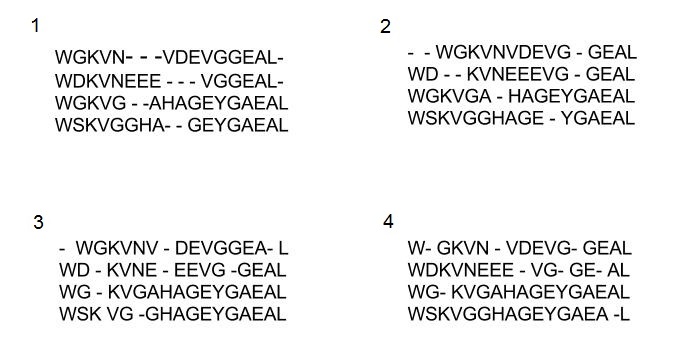 1
WGKVN- - -VDEVGGEAL-
WDKVNEEE - - - VGGEAL-
WGKVG - -AHAGEYGAEAL
WSKVGGHA- - GEYGAEAL
2
- - WGKVNVDEVG - GEAL
WD - - KVNEEEVG - GEAL
WGKVGA - HAGEYGAEAL
WSKVGGHAGE - YGAEAL
3
- WGKVNV - DEVGGEA- L
WD - KVNE - EEVG -GEAL
WG - KVGAHAGEYGAEAL
WSK VG -GHAGEYGAEAL
4
W- GKVN - VDEVG- GEAL
WDKVNEEE - VG- GE- AL
WG- KVGAHAGEYGAEAL
WSKVGGHAGEYGAEA -L